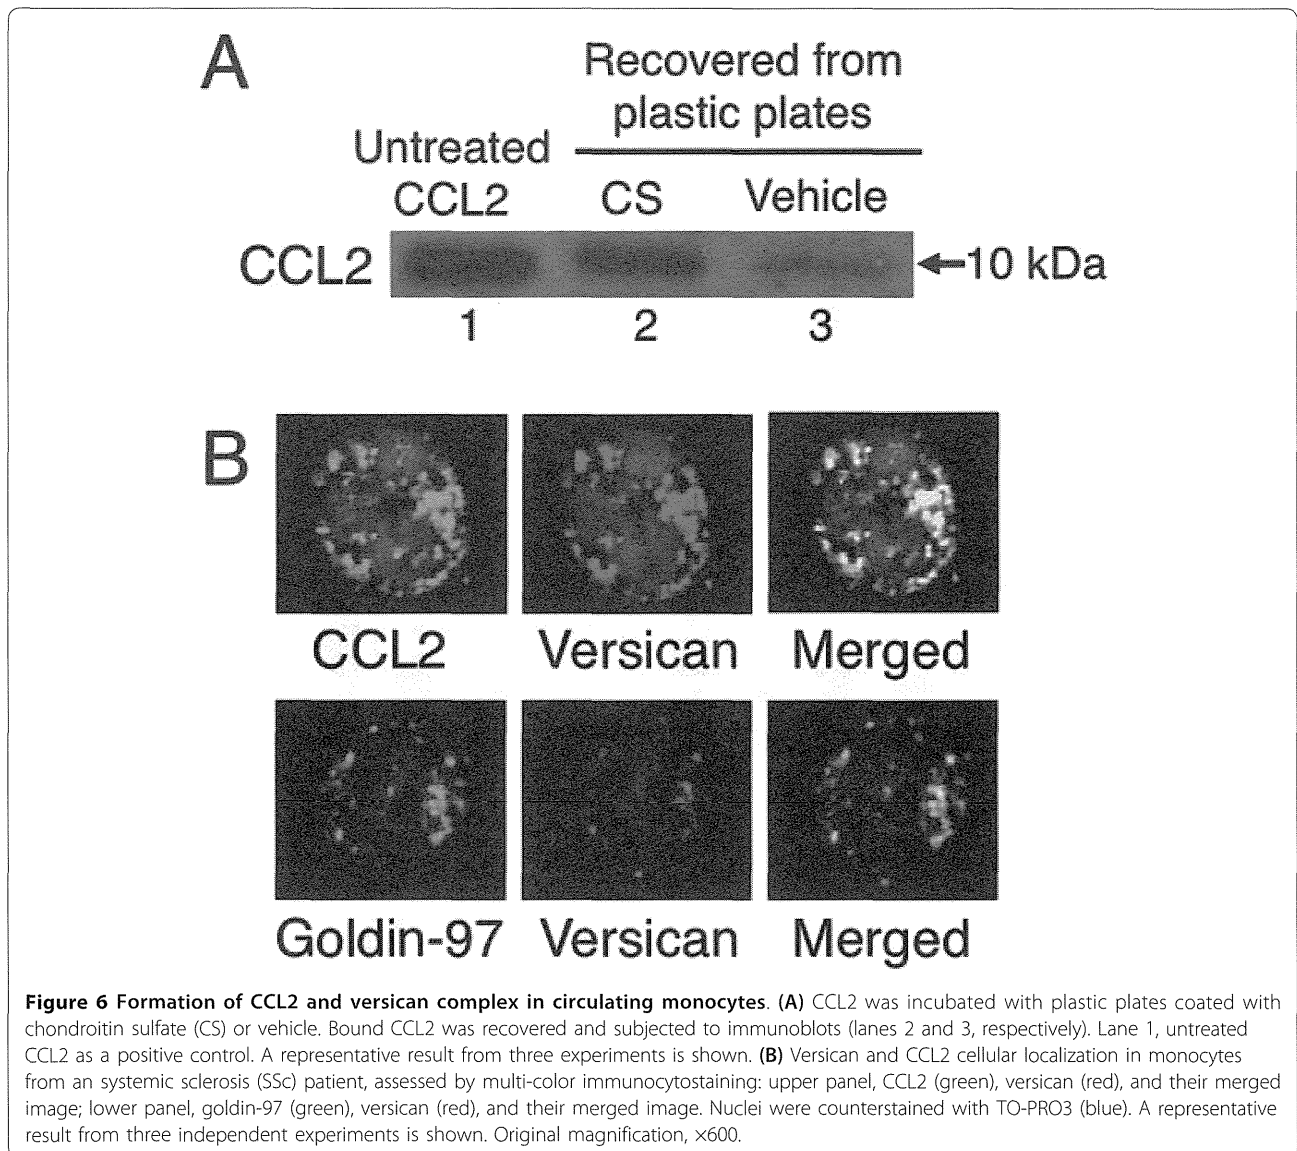 A
Recovered from
plastic plates
Untreated
CCL2 CS Vehicle
CCL2 10 kDa
1 2 3
B
CCL2 Versican Merged
Goldin-97 Versican Merged
Figure 6 Formation of CCL2 and versican complex in circulating monocytes. (A) CCL2 was incubated with plastic plates coated with
chondroitin sulfate (CS) or vehicle. Bound CCL2 was recovered and subjected to immunoblots (lanes 2 and 3, respectively). Lane 1, untreated
CCL2 as a positive control. A representative result from three experiments is shown. (B) Versican and CCL2 cellular localization in monocytes
from an systemic sclerosis (SSc) patient, assessed by multi-color immunocytostaining: upper panel, CCL2 (green), versican (red), and their merged
image; lower panel, goldin-97 (green), versican (red), and their merged image. Nuclei were counterstained with TO-PRO3 (blue). A representative
result from three independent experiments is shown. Original magnification, ×600.